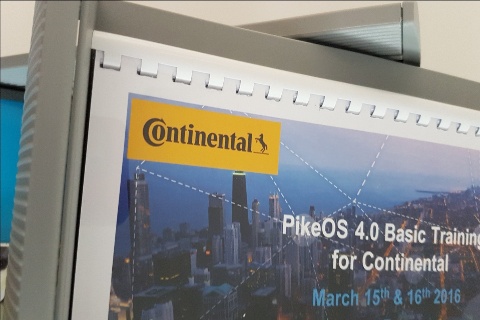 Continental
PikeOS 4.0 Basic Training
for Continental
March 15th & 16th 2016